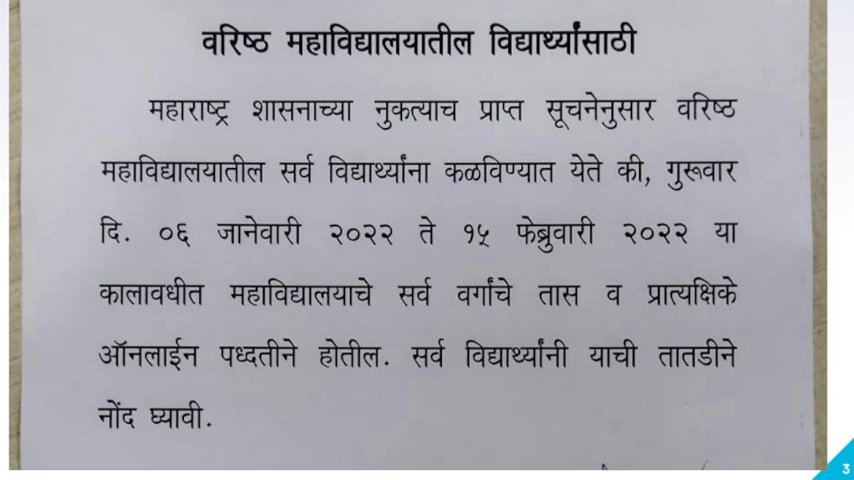 वरिष्ठ महाविद्यालयातील विद्यार्थ्यांसाठी
महाराष्ट्र शासनाच्या नुकत्याच प्राप्त सूचनेनुसार वरिष्ठ
महाविद्यालयातील सर्व विद्यार्थ्यांना कळविण्यात येते की, गुरूवार
दि. ०६ जानेवारी २०२२ ते १५ फेब्रुवारी २०२२ या
कालावधीत महाविद्यालयाचे सर्व वर्गांचे तास व प्रात्यक्षिके
ऑनलाईन पध्दतीने होतील. सर्व विद्यार्थ्यांनी याची तातडीने
नोंद घ्यावी.
3